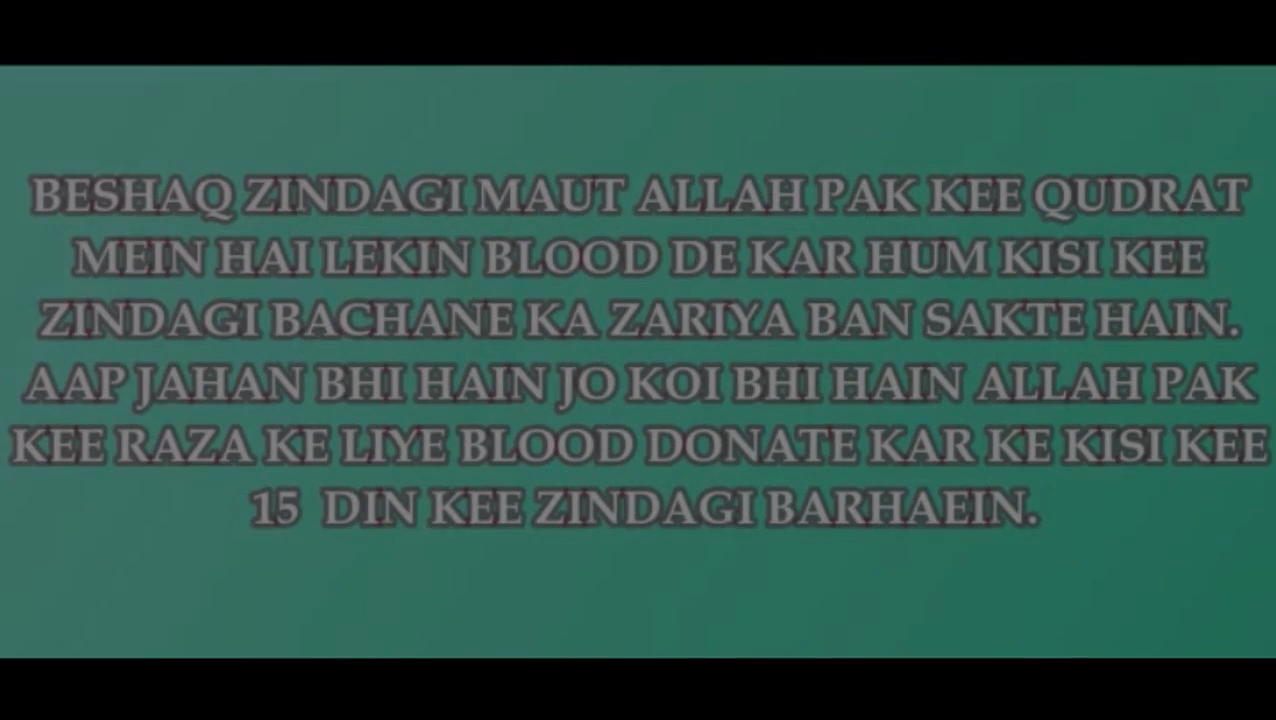 BESHAQ ZINDAGI MAUT ALLAH PAK KEE QUDRAT
MEIN HAI LEKIN BLOOD DE KAR HUM KISI KEE
ZINDAGI BACHANE KA ZARIYA BAN SAKTE HAIN.
AAP JAHAN BHI HAIN JO KOI BHI HAIN ALLAH PAK
KEE RAZA KE LIYE BLOOD DONATE KAR KE KISI KEE
15 DIN KEE ZINDAGI BARHAEIN.